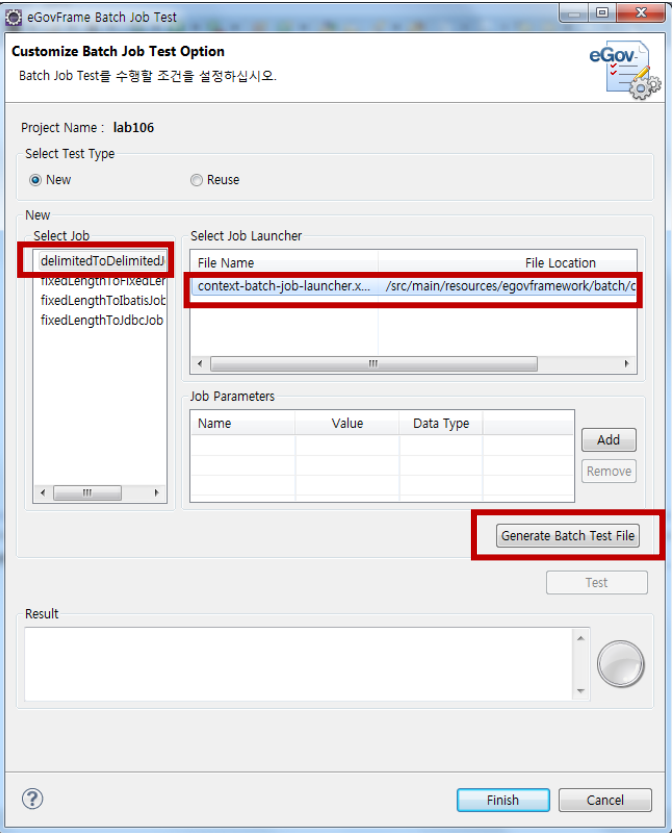 eGovFrame Batch Job Test
Customize Batch Job Test Option
Batch Job Test를 수행할 조건을 설정하십시오.
eGov
Project Name : lab106
Select Test Type
New
Reuse
New
Select Job
delimitedToDelimitedJ
fixedLengthToFixedLen
fixedLengthToIbatisJob
fixedLengthToJdbcJob
Select Job Launcher
File Name File Location
context-batch-job-launcher.x... /src/main/resources/egovframework/batch/c
Job Parameters
Name Value Data Type
Add
Remove
Generate Batch Test File
Test
Result
?
Finish
Cancel